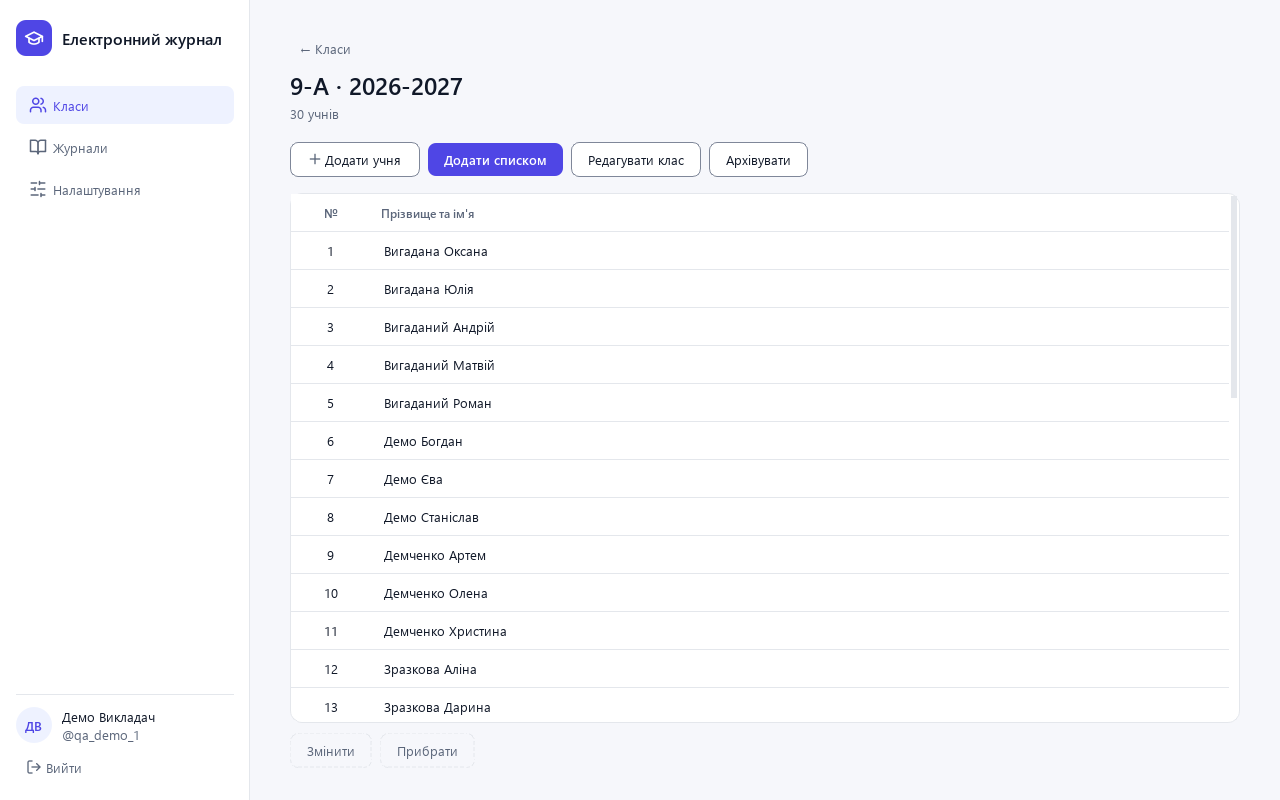 Електронний журнал
Класи
Журнали
Налаштування
Демо Викладач
ДВ
@qa_demo_1
Вийти
← Класи
9-А · 2026-2027
30 учнів
+ Додати учня
Додати списком
Редагувати клас
Архівувати
№ Прізвище та ім'я
1 Вигадана Оксана
2 Вигадана Юлія
3 Вигаданий Андрій
4 Вигаданий Матвій
5 Вигаданий Роман
6 Демо Богдан
7 Демо Єва
8 Демо Станіслав
9 Демченко Артем
10 Демченко Олена
11 Демченко Христина
12 Зразкова Аліна
13 Зразкова Дарина
Змінити
Прибрати